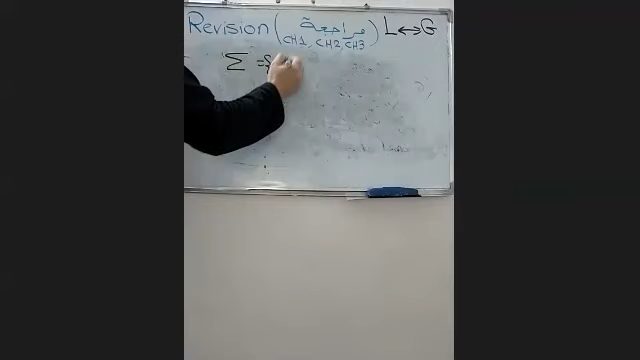 Revision (مراجعة) L↔G
CH1, CH2, CH3
Σ = {